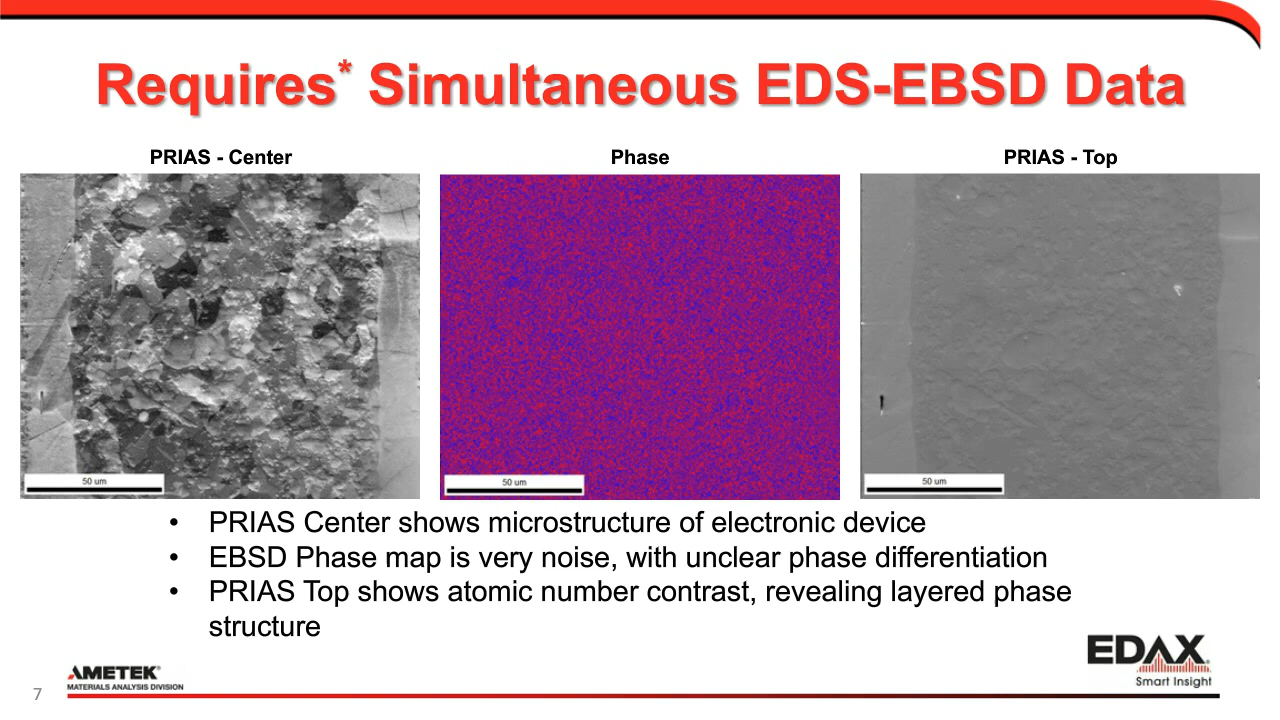 Requires* Simultaneous EDS-EBSD Data
PRIAS - Center
Phase
PRIAS - Top
50 um
50 um
50 um
• PRIAS Center shows microstructure of electronic device
• EBSD Phase map is very noise, with unclear phase differentiation
• PRIAS Top shows atomic number contrast, revealing layered phase
structure
EDAX
Smart Insight
AMETEK®
MATERIALS ANALYSIS DIVISION
7